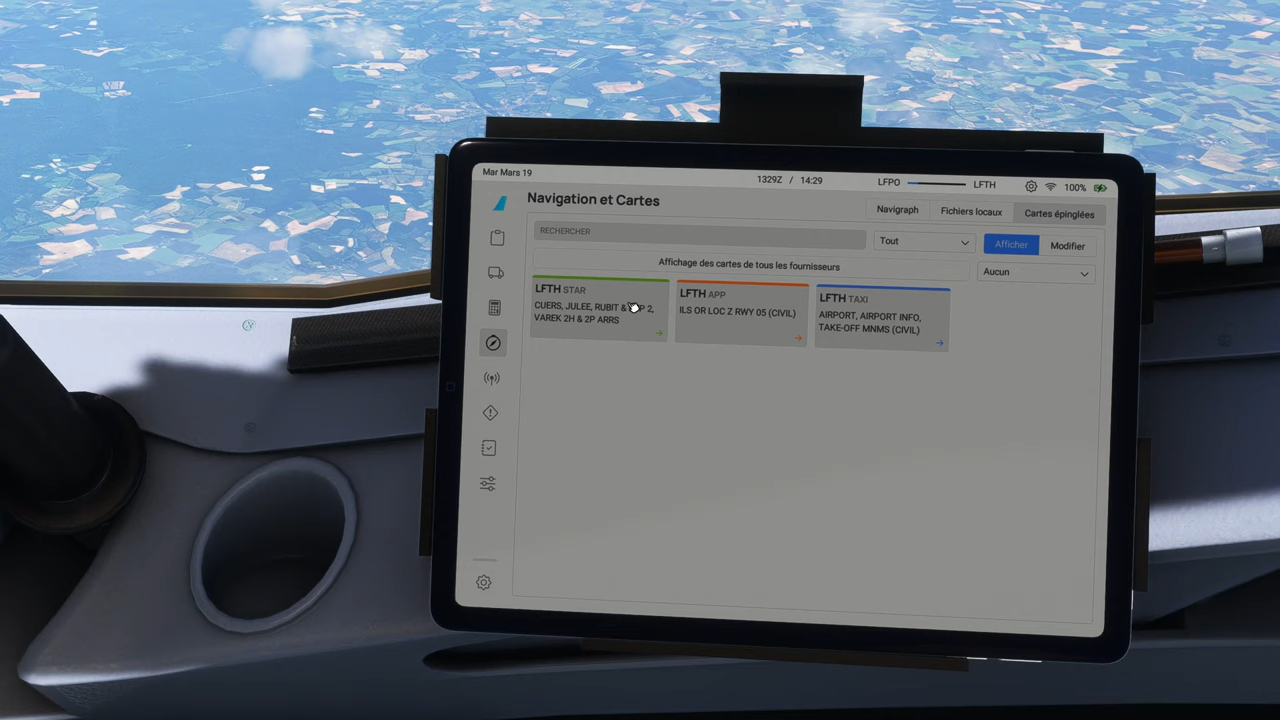 Mar Mars 19
1329Z / 14:29
LFPO
LFTH
100%
Navigation et Cartes
Navigraph
Fichiers locaux
Cartes épinglées
RECHERCHER
Tout
Afficher
Modifier
Affichage des cartes de tous les fournisseurs
Aucun
LFTH STAR
CUERS, JULEE, RUBIT & P 2,
VAREK 2H & 2P ARRS
LFTH APP
ILS OR LOC Z RWY 05 (CIVIL)
LFTH TAXI
AIRPORT, AIRPORT INFO,
TAKE-OFF MNMS (CIVIL)